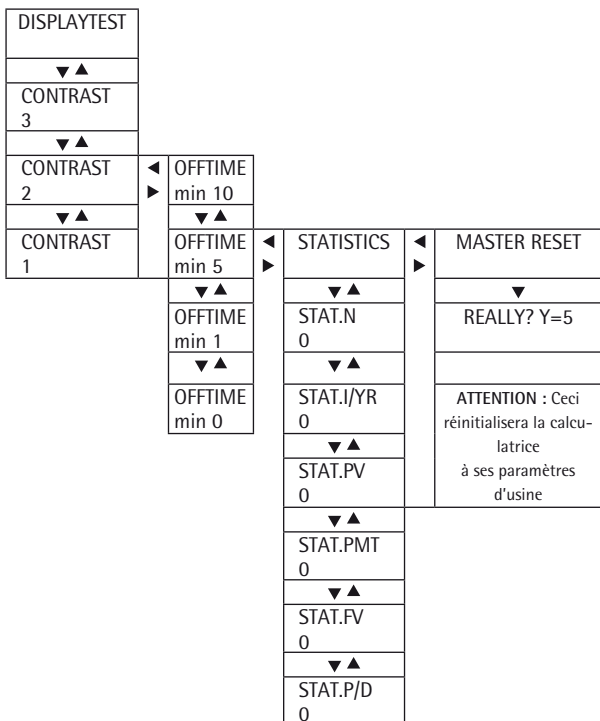 DISPLAYTEST
▼ ▲
CONTRAST
3
▼ ▲
CONTRAST
2
▼ ▲
CONTRAST
1
◄
►
OFFTIME
min 10
▼ ▲
OFFTIME
min 5
▼ ▲
OFFTIME
min 1
▼ ▲
OFFTIME
min 0
◄
►
STATISTICS
▼ ▲
STAT.N
0
▼ ▲
STAT.I/YR
0
▼ ▲
STAT.PV
0
▼ ▲
STAT.PMT
0
▼ ▲
STAT.FV
0
▼ ▲
STAT.P/D
0
◄
►
MASTER RESET
▼
REALLY? Y=5
ATTENTION : Ceci
réinitialisera la calcu-
latrice
à ses paramètres
d'usine